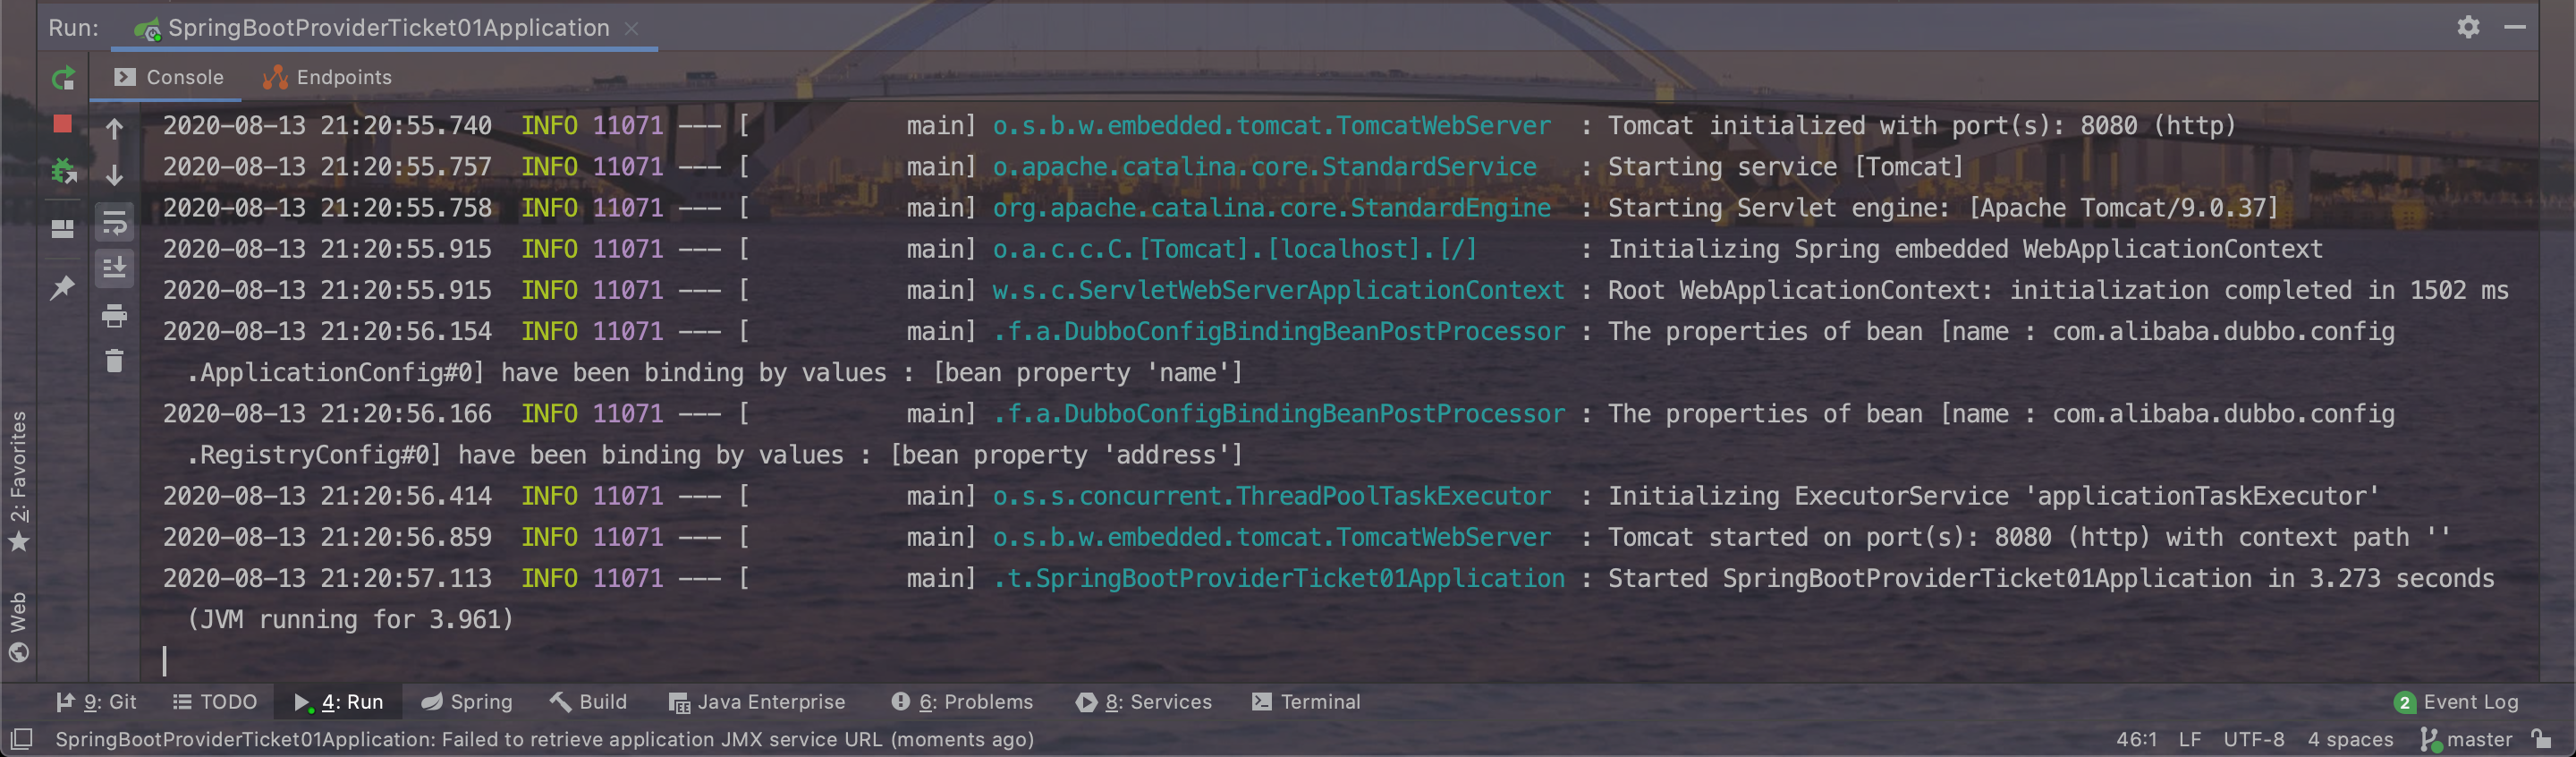 Run: SpringBootProviderTicket01Application
Console Endpoints
2020-08-13 21:20:55.740  INFO 11071 --- [           main] o.s.b.w.embedded.tomcat.TomcatWebServer  : Tomcat initialized with port(s): 8080 (http)
2020-08-13 21:20:55.757  INFO 11071 --- [           main] o.apache.catalina.core.StandardService   : Starting service [Tomcat]
2020-08-13 21:20:55.758  INFO 11071 --- [           main] org.apache.catalina.core.StandardEngine  : Starting Servlet engine: [Apache Tomcat/9.0.37]
2020-08-13 21:20:55.915  INFO 11071 --- [           main] o.a.c.c.C.[Tomcat].[localhost].[/]       : Initializing Spring embedded WebApplicationContext
2020-08-13 21:20:55.915  INFO 11071 --- [           main] w.s.c.ServletWebServerApplicationContext : Root WebApplicationContext: initialization completed in 1502 ms
2020-08-13 21:20:56.154  INFO 11071 --- [           main] .f.a.DubboConfigBindingBeanPostProcessor : The properties of bean [name : com.alibaba.dubbo.config
.ApplicationConfig#0] have been binding by values : [bean property 'name']
2020-08-13 21:20:56.166  INFO 11071 --- [           main] .f.a.DubboConfigBindingBeanPostProcessor : The properties of bean [name : com.alibaba.dubbo.config
.RegistryConfig#0] have been binding by values : [bean property 'address']
2020-08-13 21:20:56.414  INFO 11071 --- [           main] o.s.s.concurrent.ThreadPoolTaskExecutor  : Initializing ExecutorService 'applicationTaskExecutor'
2020-08-13 21:20:56.859  INFO 11071 --- [           main] o.s.b.w.embedded.tomcat.TomcatWebServer  : Tomcat started on port(s): 8080 (http) with context path ''
2020-08-13 21:20:57.113  INFO 11071 --- [           main] .t.SpringBootProviderTicket01Application : Started SpringBootProviderTicket01Application in 3.273 seconds
(JVM running for 3.961)
2: Favorites
Web
9: Git TODO 4: Run Spring Build Java Enterprise 6: Problems 8: Services Terminal 2 Event Log
SpringBootProviderTicket01Application: Failed to retrieve application JMX service URL (moments ago) 46:1 LF UTF-8 4 spaces master